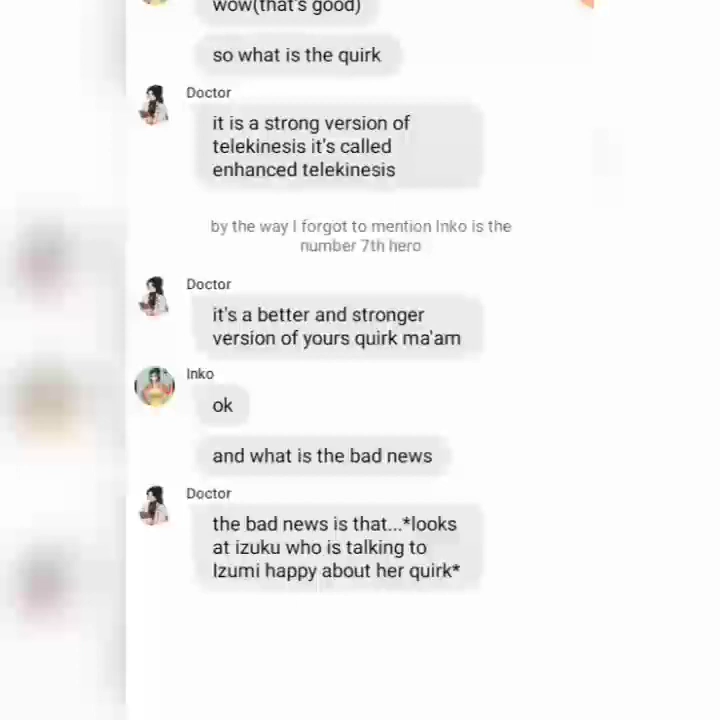 wow(that's good)
so what is the quirk
Doctor
it is a strong version of
telekinesis it's called
enhanced telekinesis
by the way I forgot to mention Inko is the
number 7th hero
Doctor
it's a better and stronger
version of yours quirk ma'am
Inko
ok
and what is the bad news
Doctor
the bad news is that...*looks
at izuku who is talking to
Izumi happy about her quirk*